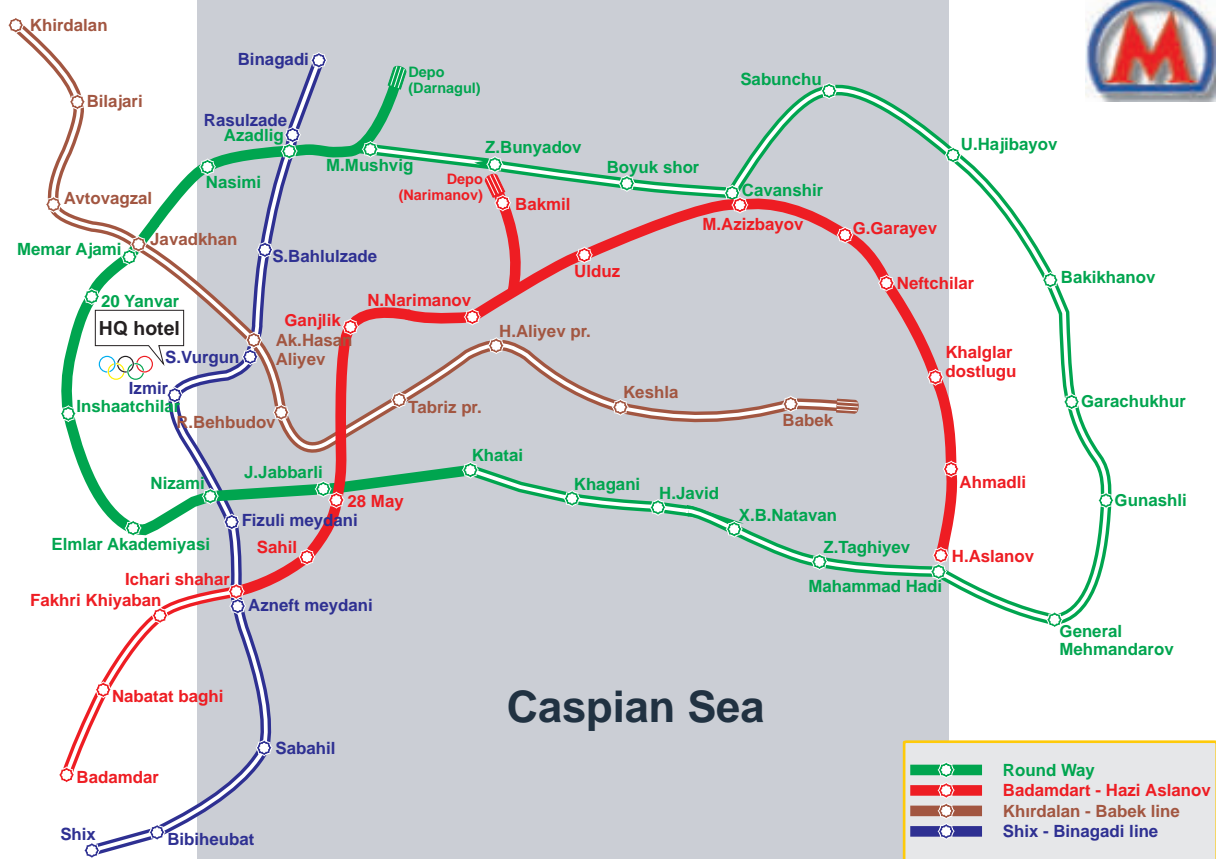 Khirdalan
M
Binagadi
Depo
(Darnagul)
Sabunchu
Bilajari
Rasulzade
Azadlig
U.Hajibayov
Z.Bunyadov
M.Mushvig
Boyuk shor
Nasimi
Depo
(Narimanov)
Cavanshir
Avtovagzal
Bakmil
M.Azizbayov
G.Garayev
Javadkhan
Memar Ajami
S.Bahlulzade
Ulduz
Bakikhanov
Neftchilar
20 Yanvar
N.Narimanov
HQ hotel
Ganjlik
H.Aliyev pr.
Ak.Hasan
Aliyev
S.Vurgun
Khalglar
dostlugu
Izmir
Keshla
Garachukhur
Inshaatchilar
Tabriz pr.
R.Behbudov
Babek
Khatai
J.Jabbarli
Nizami
Ahmadli
28 May
Khagani
H.Javid
Gunashli
Fizuli meydani
X.B.Natavan
Elmlar Akademiyasi
Sahil
Z.Taghiyev
H.Aslanov
Ichari shahar
Mahammad Hadi
Fakhri Khiyaban
Azneft meydani
General
Mehmandarov
Nabatat baghi
Caspian Sea
Sabahil
Badamdar
Round Way
Badamdart - Hazi Aslanov
Khırdalan - Babek line
Shix - Binagadi line
Shix
Bibiheubat